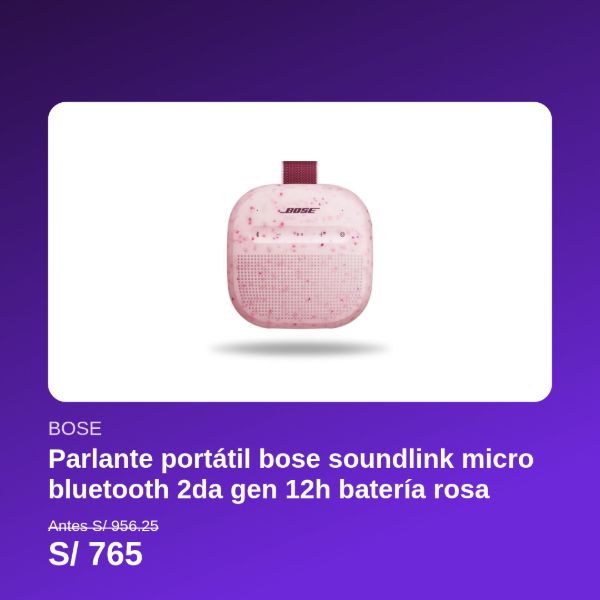 BOSE
BOSE
Parlante portátil bose soundlink micro
bluetooth 2da gen 12h batería rosa
Antes S/ 956.25
S/ 765